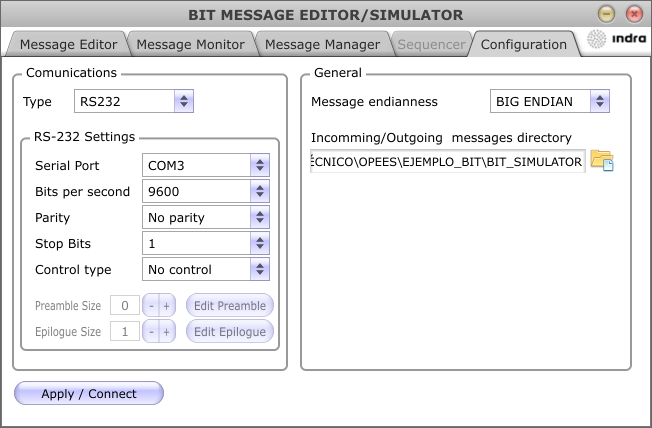 BIT MESSAGE EDITOR/SIMULATOR
Message Editor Message Monitor Message Manager Sequencer Configuration indra
Comunications
Type RS232
RS-232 Settings
Serial Port COM3
Bits per second 9600
Parity No parity
Stop Bits 1
Control type No control
Preamble Size 0 - + Edit Preamble
Epilogue Size 1 - + Edit Epilogue
General
Message endianness BIG ENDIAN
Incomming/Outgoing messages directory
ÉCNICO\OPEES\EJEMPLO_BIT\BIT_SIMULATOR
Apply / Connect